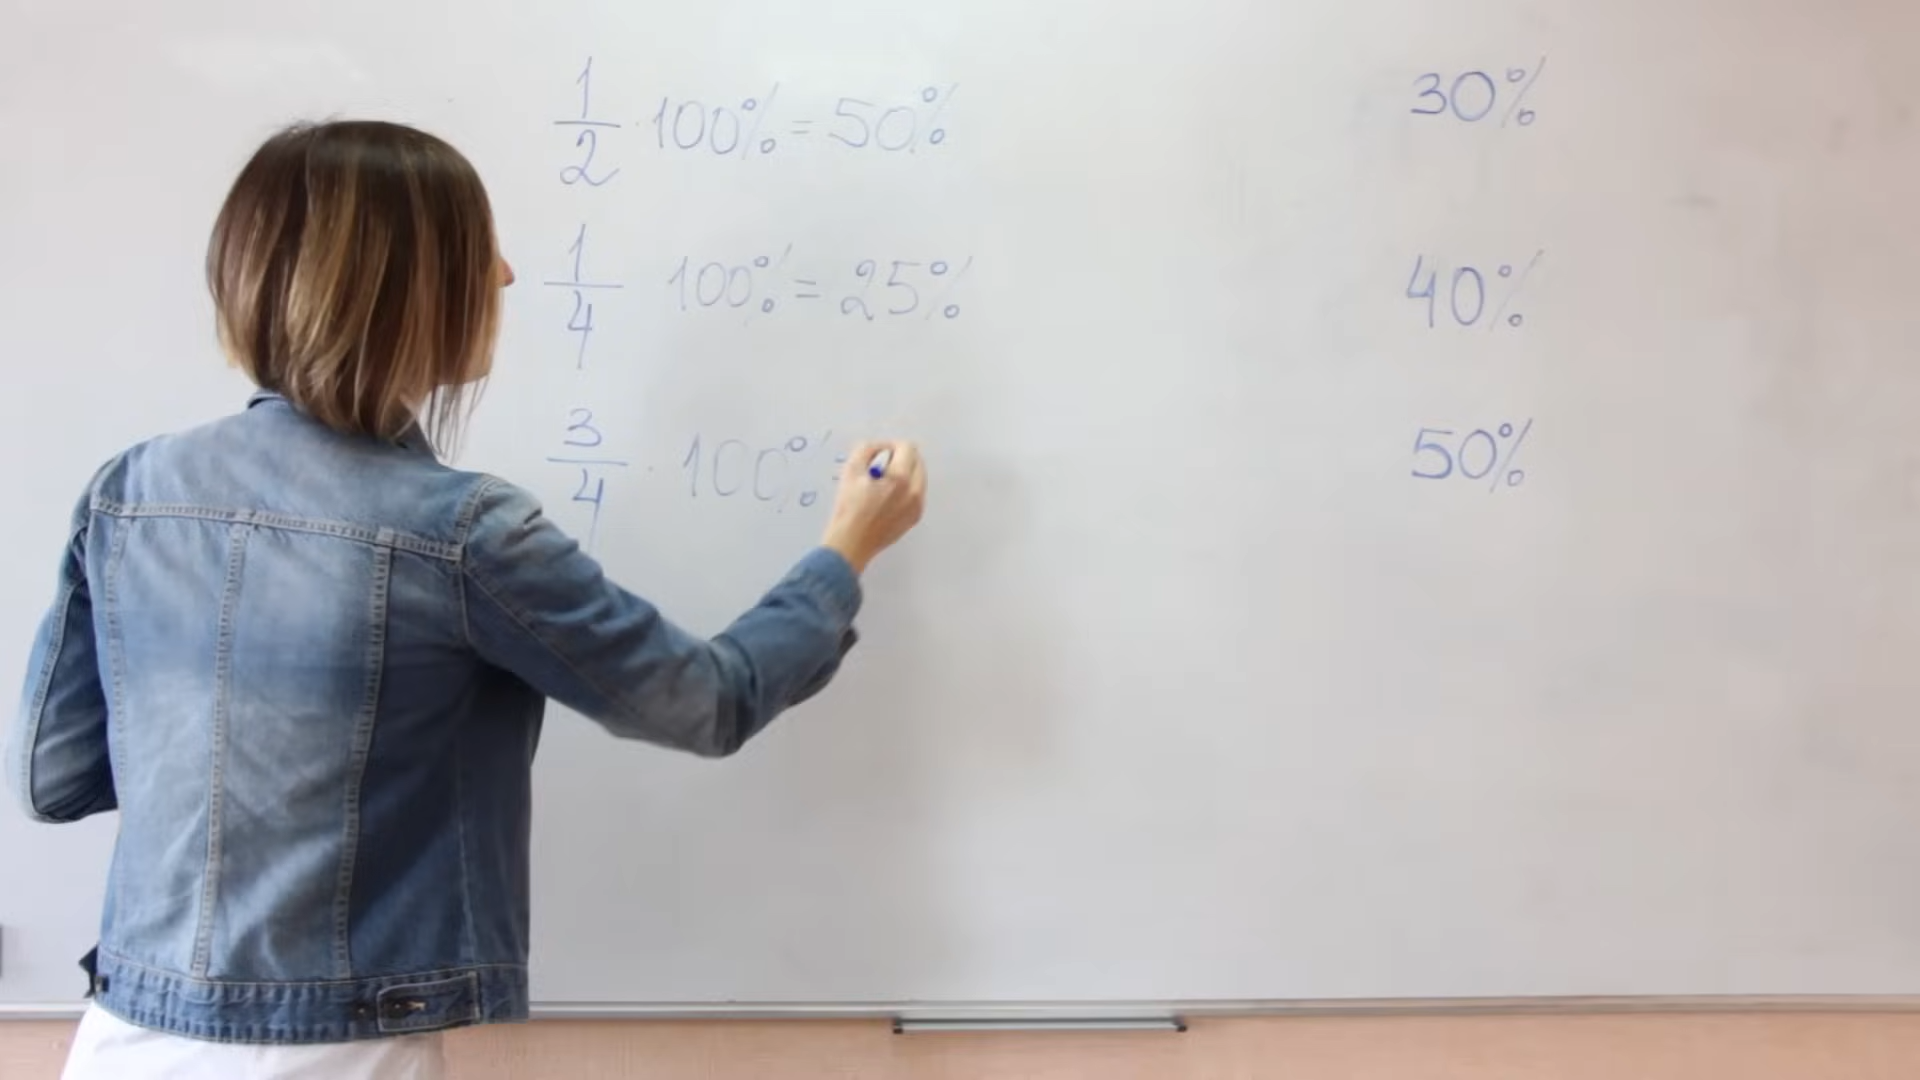 1/2 · 100% = 50%
1/4 100% = 25%
3/4 · 100% =
30%
40%
50%